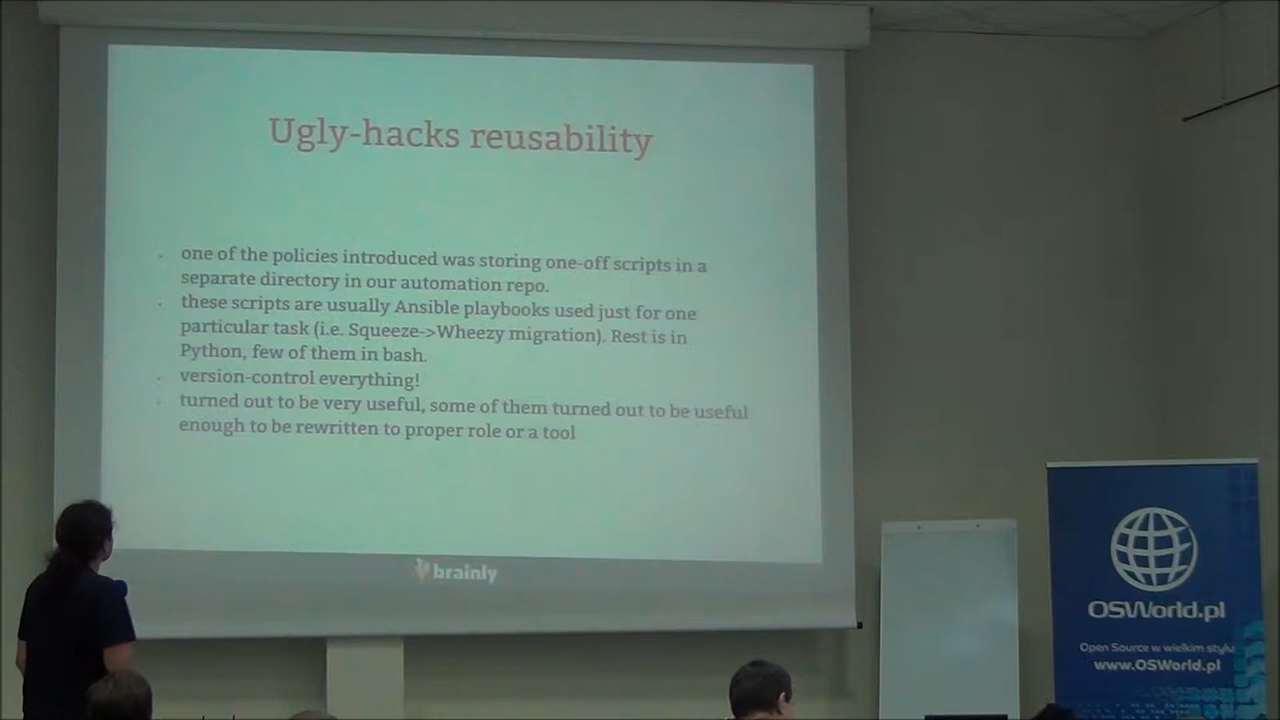 Ugly-hacks reusability
one of the policies introduced was storing one-off scripts in a
separate directory in our automation repo.
these scripts are usually Ansible playbooks used just for one
particular task (i.e. Squeeze->Wheezy migration). Rest is in
Python, few of them in bash.
version-control everything!
turned out to be very useful, some of them turned out to be useful
enough to be rewritten to proper role or a tool
brainly
OSWorld.pl
Open Source w wielkim stylu
www.OSWorld.pl